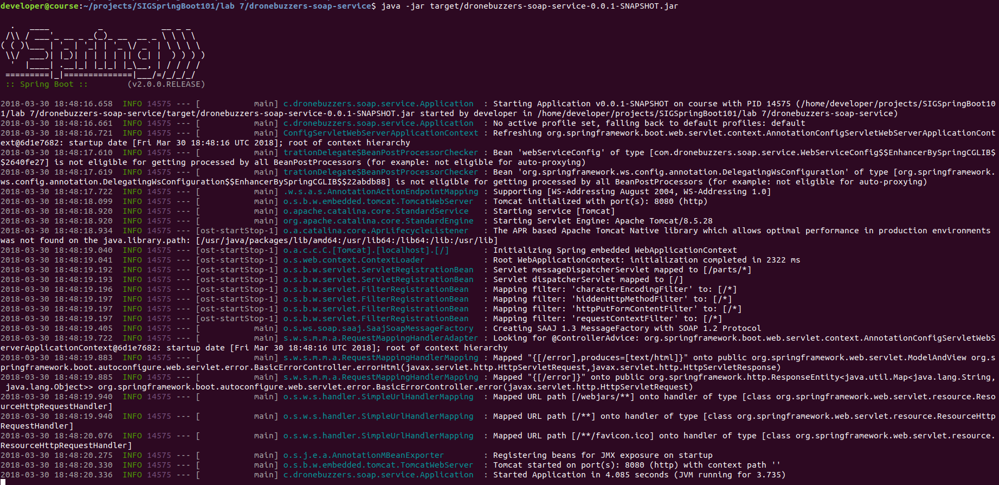 developer@course:~/projects/SIGSpringBoot101/lab 7/dronebuzzers-soap-service$ java -jar target/dronebuzzers-soap-service-0.0.1-SNAPSHOT.jar

  .   ____          _            __ _ _
 /\\ / ___'_ __ _ _(_)_ __  __ _ \ \ \ \
( ( )\___ | '_ | '_| | '_ \/ _` | \ \ \ \
 \\/  ___)| |_)| | | | | || (_| |  ) ) ) )
  '  |____| .__|_| |_|_| |_\__, | / / / /
 =========|_|==============|___/=/_/_/_/
 :: Spring Boot ::        (v2.0.0.RELEASE)

2018-03-30 18:48:16.658  INFO 14575 --- [           main] c.dronebuzzers.soap.service.Application  : Starting Application v0.0.1-SNAPSHOT on course with PID 14575 (/home/developer/projects/SIGSpringBoot10
1/lab 7/dronebuzzers-soap-service/target/dronebuzzers-soap-service-0.0.1-SNAPSHOT.jar started by developer in /home/developer/projects/SIGSpringBoot101/lab 7/dronebuzzers-soap-service)
2018-03-30 18:48:16.661  INFO 14575 --- [           main] c.dronebuzzers.soap.service.Application  : No active profile set, falling back to default profiles: default
2018-03-30 18:48:16.721  INFO 14575 --- [           main] ConfigServletWebServerApplicationContext : Refreshing org.springframework.boot.web.servlet.context.AnnotationConfigServletWebServerApplicationCont
ext@6d1e7682: startup date [Fri Mar 30 18:48:16 UTC 2018]; root of context hierarchy
2018-03-30 18:48:17.610  INFO 14575 --- [           main] trationDelegate$BeanPostProcessorChecker : Bean 'webServiceConfig' of type [com.dronebuzzers.soap.service.WebServiceConfig$$EnhancerBySpringCGLIB$
$2640fe27] is not eligible for getting processed by all BeanPostProcessors (for example: not eligible for auto-proxying)
2018-03-30 18:48:17.619  INFO 14575 --- [           main] trationDelegate$BeanPostProcessorChecker : Bean 'org.springframework.ws.config.annotation.DelegatingWsConfiguration' of type [org.springframework.
ws.config.annotation.DelegatingWsConfiguration$$EnhancerBySpringCGLIB$$22abdb88] is not eligible for getting processed by all BeanPostProcessors (for example: not eligible for auto-proxying)
2018-03-30 18:48:17.722  INFO 14575 --- [           main] .w.s.a.s.AnnotationActionEndpointMapping : Supporting [WS-Addressing August 2004, WS-Addressing 1.0]
2018-03-30 18:48:18.099  INFO 14575 --- [           main] o.s.b.w.embedded.tomcat.TomcatWebServer  : Tomcat initialized with port(s): 8080 (http)
2018-03-30 18:48:18.920  INFO 14575 --- [           main] o.apache.catalina.core.StandardService   : Starting service [Tomcat]
2018-03-30 18:48:18.920  INFO 14575 --- [           main] org.apache.catalina.core.StandardEngine  : Starting Servlet Engine: Apache Tomcat/8.5.28
2018-03-30 18:48:18.934  INFO 14575 --- [ost-startStop-1] o.a.catalina.core.AprLifecycleListener   : The APR based Apache Tomcat Native library which allows optimal performance in production environments
was not found on the java.library.path: [/usr/java/packages/lib/amd64:/usr/lib64:/lib64:/lib:/usr/lib]
2018-03-30 18:48:19.040  INFO 14575 --- [ost-startStop-1] o.a.c.c.C.[Tomcat].[localhost].[/]       : Initializing Spring embedded WebApplicationContext
2018-03-30 18:48:19.041  INFO 14575 --- [ost-startStop-1] o.s.web.context.ContextLoader            : Root WebApplicationContext: initialization completed in 2322 ms
2018-03-30 18:48:19.192  INFO 14575 --- [ost-startStop-1] o.s.b.w.servlet.ServletRegistrationBean  : Servlet messageDispatcherServlet mapped to [/parts/*]
2018-03-30 18:48:19.193  INFO 14575 --- [ost-startStop-1] o.s.b.w.servlet.ServletRegistrationBean  : Servlet dispatcherServlet mapped to [/]
2018-03-30 18:48:19.196  INFO 14575 --- [ost-startStop-1] o.s.b.w.servlet.FilterRegistrationBean   : Mapping filter: 'characterEncodingFilter' to: [/*]
2018-03-30 18:48:19.197  INFO 14575 --- [ost-startStop-1] o.s.b.w.servlet.FilterRegistrationBean   : Mapping filter: 'hiddenHttpMethodFilter' to: [/*]
2018-03-30 18:48:19.197  INFO 14575 --- [ost-startStop-1] o.s.b.w.servlet.FilterRegistrationBean   : Mapping filter: 'httpPutFormContentFilter' to: [/*]
2018-03-30 18:48:19.197  INFO 14575 --- [ost-startStop-1] o.s.b.w.servlet.FilterRegistrationBean   : Mapping filter: 'requestContextFilter' to: [/*]
2018-03-30 18:48:19.405  INFO 14575 --- [           main] o.s.ws.soap.saaj.SaajSoapMessageFactory  : Creating SAAJ 1.3 MessageFactory with SOAP 1.2 Protocol
2018-03-30 18:48:19.722  INFO 14575 --- [           main] s.w.s.m.m.a.RequestMappingHandlerAdapter : Looking for @ControllerAdvice: org.springframework.boot.web.servlet.context.AnnotationConfigServletWebS
erverApplicationContext@6d1e7682: startup date [Fri Mar 30 18:48:16 UTC 2018]; root of context hierarchy
2018-03-30 18:48:19.883  INFO 14575 --- [           main] s.w.s.m.m.a.RequestMappingHandlerMapping : Mapped "{[/error],produces=[text/html]}" onto public org.springframework.web.servlet.ModelAndView org.s
pringframework.boot.autoconfigure.web.servlet.error.BasicErrorController.errorHtml(javax.servlet.http.HttpServletRequest,javax.servlet.http.HttpServletResponse)
2018-03-30 18:48:19.885  INFO 14575 --- [           main] s.w.s.m.m.a.RequestMappingHandlerMapping : Mapped "{[/error]}" onto public org.springframework.http.ResponseEntity<java.util.Map<java.lang.String,
 java.lang.Object>> org.springframework.boot.autoconfigure.web.servlet.error.BasicErrorController.error(javax.servlet.http.HttpServletRequest)
2018-03-30 18:48:19.940  INFO 14575 --- [           main] o.s.w.s.handler.SimpleUrlHandlerMapping  : Mapped URL path [/webjars/**] onto handler of type [class org.springframework.web.servlet.resource.Reso
urceHttpRequestHandler]
2018-03-30 18:48:19.940  INFO 14575 --- [           main] o.s.w.s.handler.SimpleUrlHandlerMapping  : Mapped URL path [/**] onto handler of type [class org.springframework.web.servlet.resource.ResourceHttp
RequestHandler]
2018-03-30 18:48:20.076  INFO 14575 --- [           main] o.s.w.s.handler.SimpleUrlHandlerMapping  : Mapped URL path [/**/favicon.ico] onto handler of type [class org.springframework.web.servlet.resource.
ResourceHttpRequestHandler]
2018-03-30 18:48:20.275  INFO 14575 --- [           main] o.s.j.e.a.AnnotationMBeanExporter        : Registering beans for JMX exposure on startup
2018-03-30 18:48:20.330  INFO 14575 --- [           main] o.s.b.w.embedded.tomcat.TomcatWebServer  : Tomcat started on port(s): 8080 (http) with context path ''
2018-03-30 18:48:20.336  INFO 14575 --- [           main] c.dronebuzzers.soap.service.Application  : Started Application in 4.085 seconds (JVM running for 3.735)